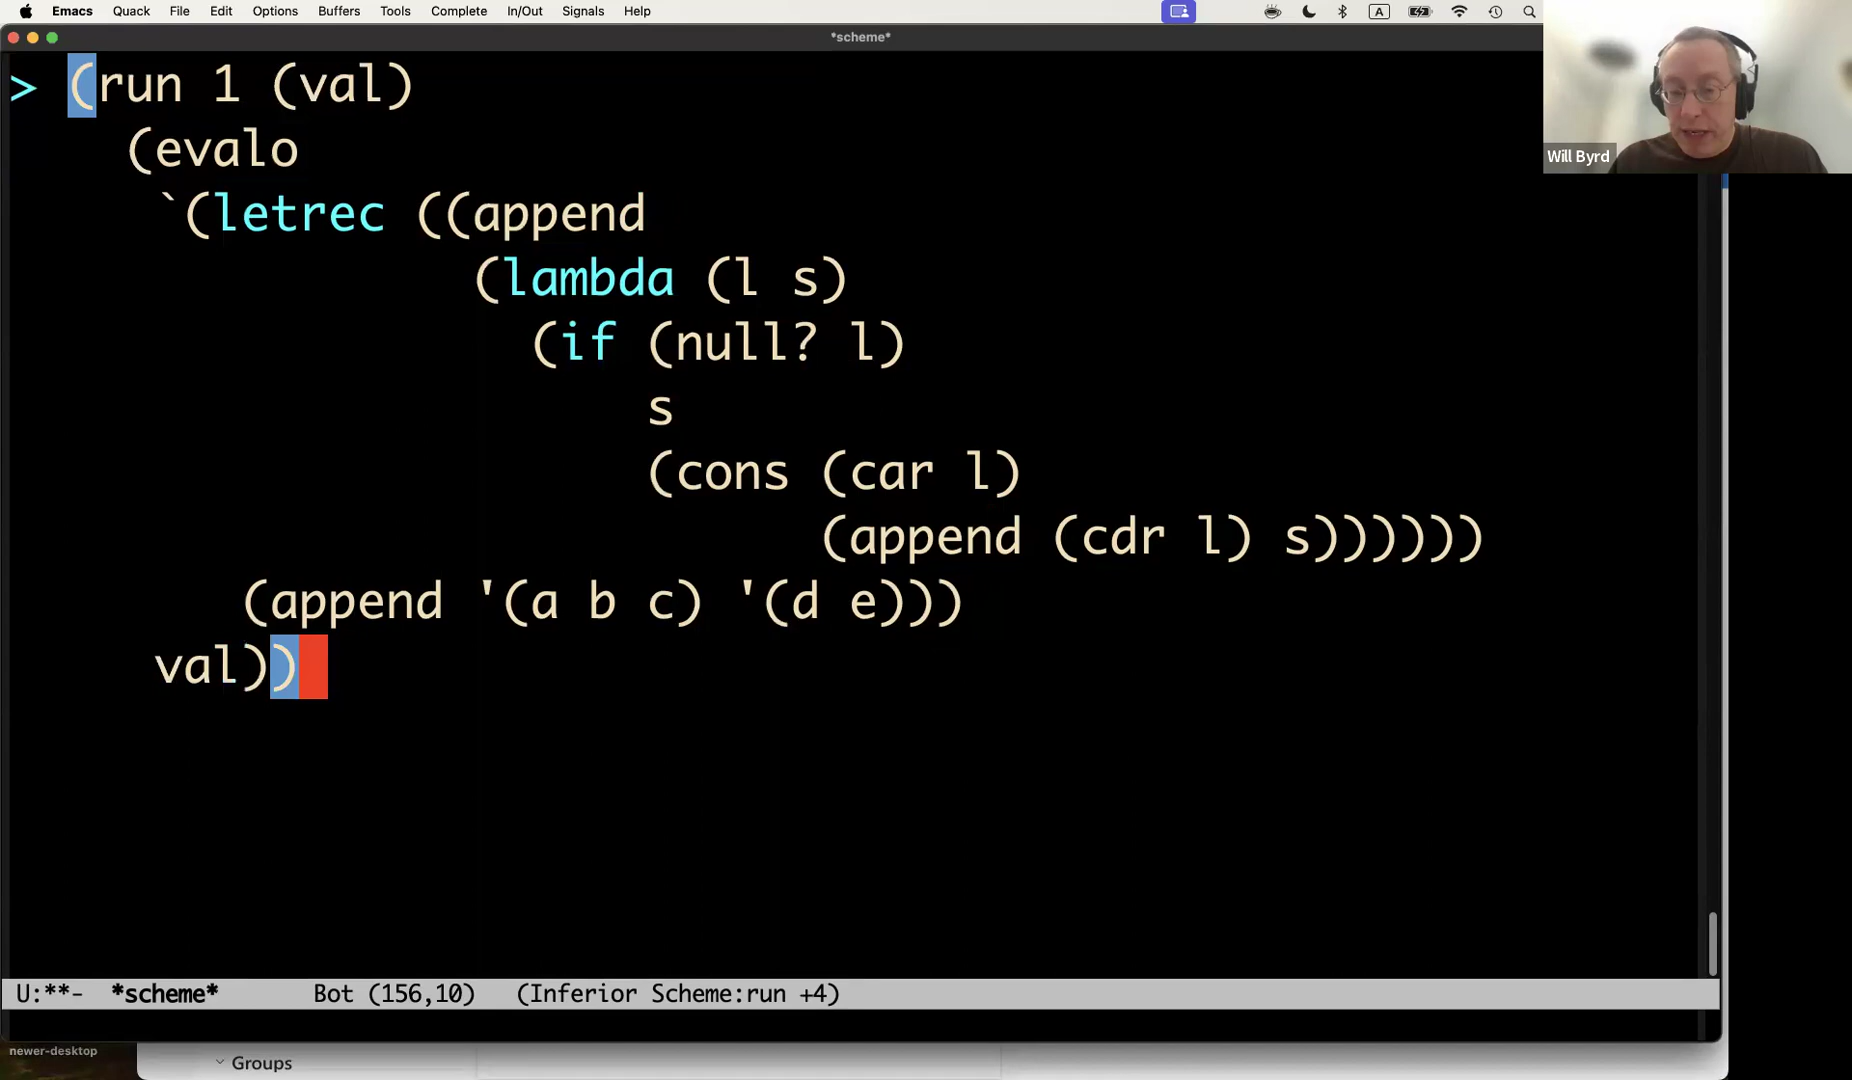 Emacs Quack File Edit Options Buffers Tools Complete In/Out Signals Help A
*scheme*
> (run 1 (val)
(evalo
`(letrec ((append
(lambda (l s)
(if (null? l)
s
(cons (car l)
(append (cdr l) s))))))
(append '(a b c) '(d e)))
val))
Will Byrd
U:**- *scheme* Bot (156,10) (Inferior Scheme:run +4)
newer-desktop
Groups